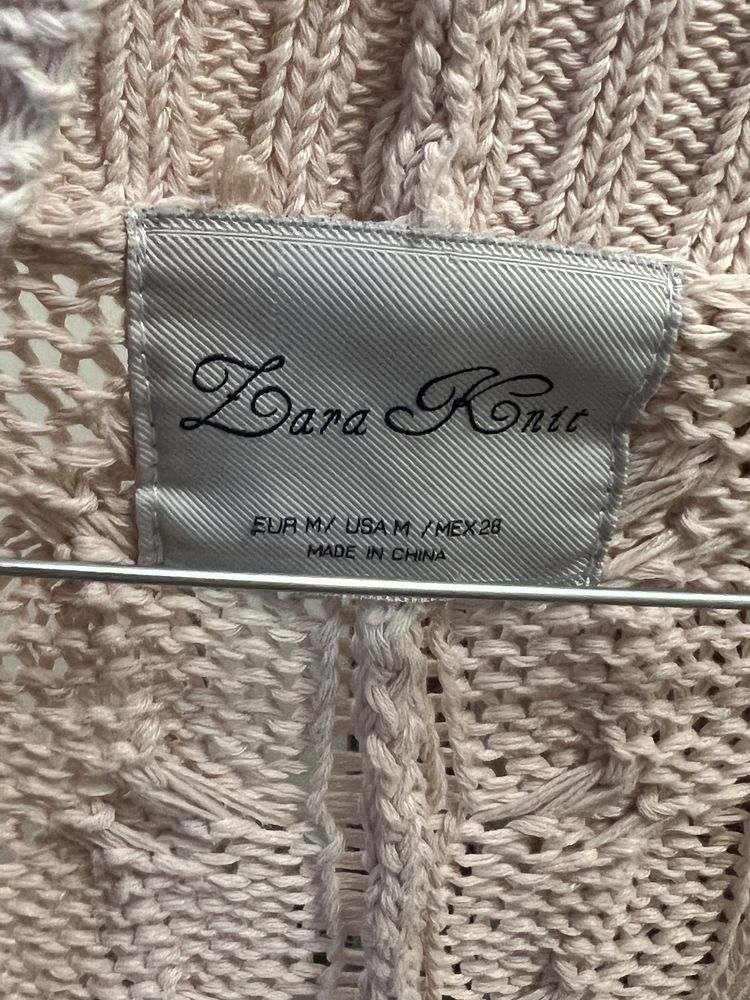 Zara Knit
EUR M/ USA M /MEX 28
MADE IN CHINA